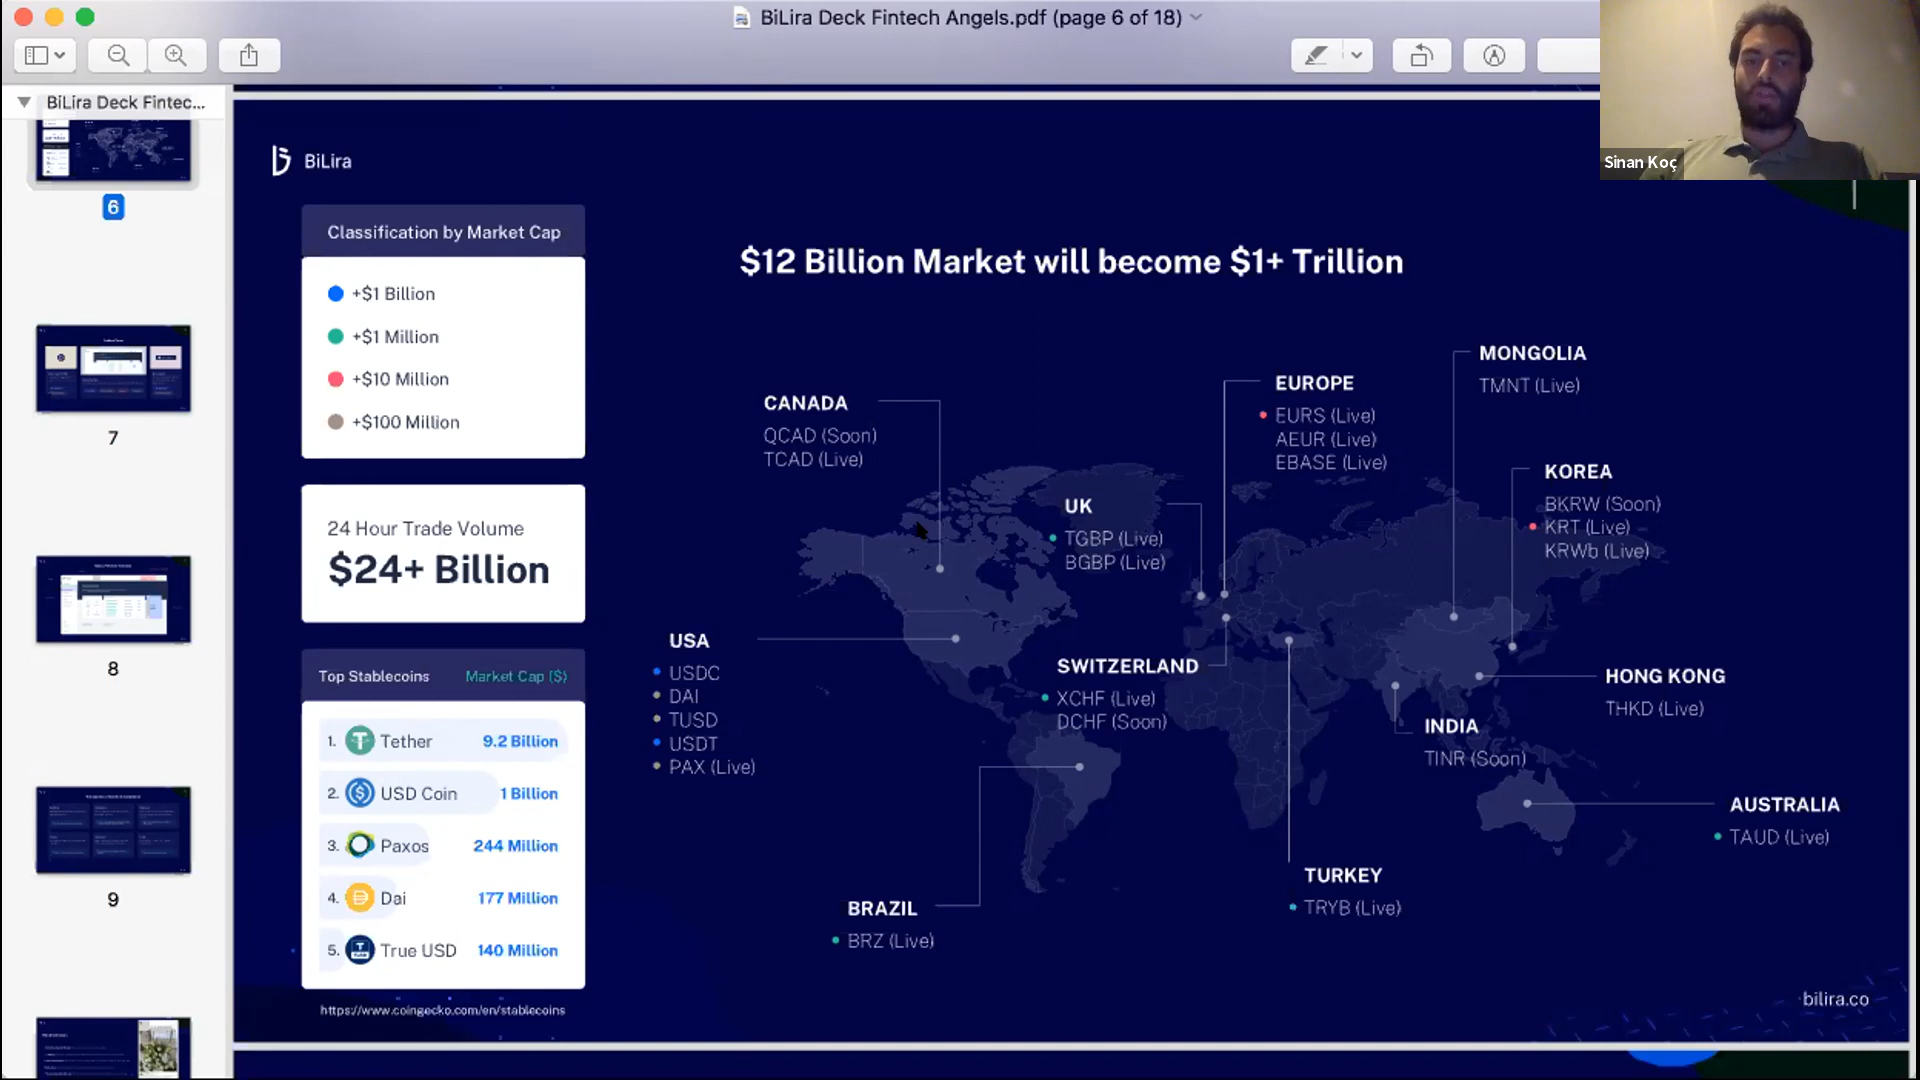 BiLira Deck Fintech Angels.pdf (page 6 of 18)
BiLira Deck Fintec...
6
7
8
9
Sinan Koç
BiLira
Classification by Market Cap
+$1 Billion
+$1 Million
+$10 Million
+$100 Million
24 Hour Trade Volume
$24+ Billion
Top Stablecoins Market Cap ($)
1. Tether 9.2 Billion
2. USD Coin 1 Billion
3. Paxos 244 Million
4. Dai 177 Million
5. True USD 140 Million
https://www.coingecko.com/en/stablecoins
$12 Billion Market will become $1+ Trillion
CANADA
QCAD (Soon)
TCAD (Live)
UK
TGBP (Live)
BGBP (Live)
EUROPE
EURS (Live)
AEUR (Live)
EBASE (Live)
MONGOLIA
TMNT (Live)
KOREA
BKRW (Soon)
KRT (Live)
KRWb (Live)
USA
USDC
DAI
TUSD
USDT
PAX (Live)
SWITZERLAND
XCHF (Live)
DCHF (Soon)
HONG KONG
THKD (Live)
INDIA
TINR (Soon)
AUSTRALIA
TAUD (Live)
TURKEY
TRYB (Live)
BRAZIL
BRZ (Live)
bilira.co